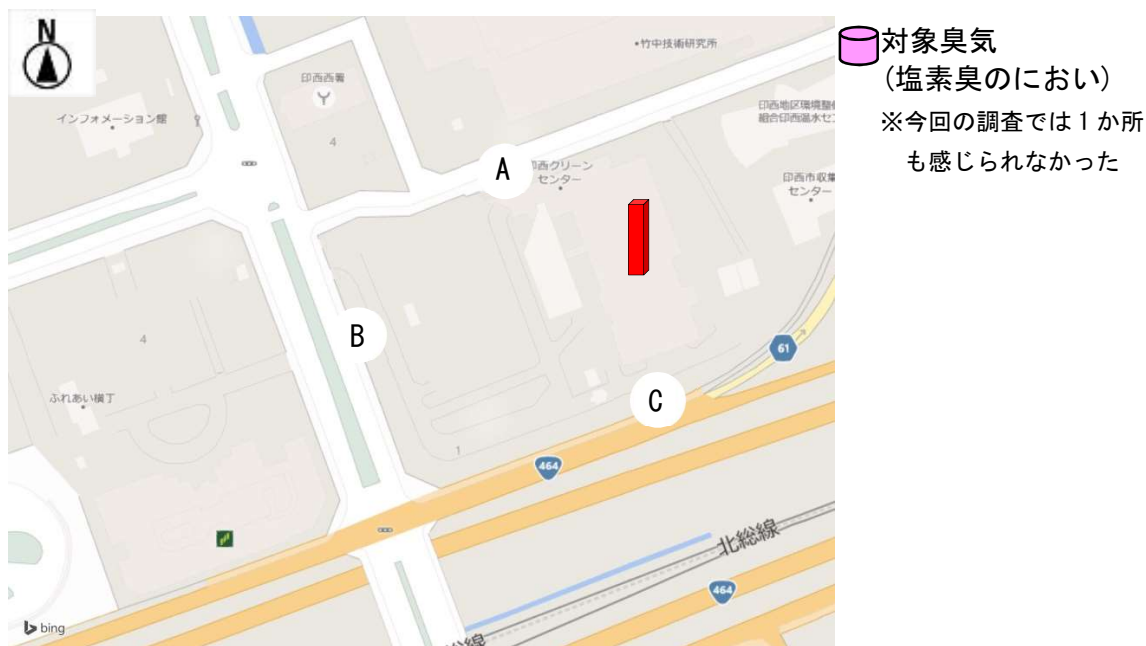 N
対象臭気
(塩素臭のにおい)
※今回の調査では1か所
も感じられなかった
竹中技術研究所
印西西署
インフォメーション館
4
A
印西クリーン
センター
印西地区環境整備
組合印西温水セン
印西市収集
センター
B
4
61
ふれあい横丁
C
1
464
北総線
464
総線
bing